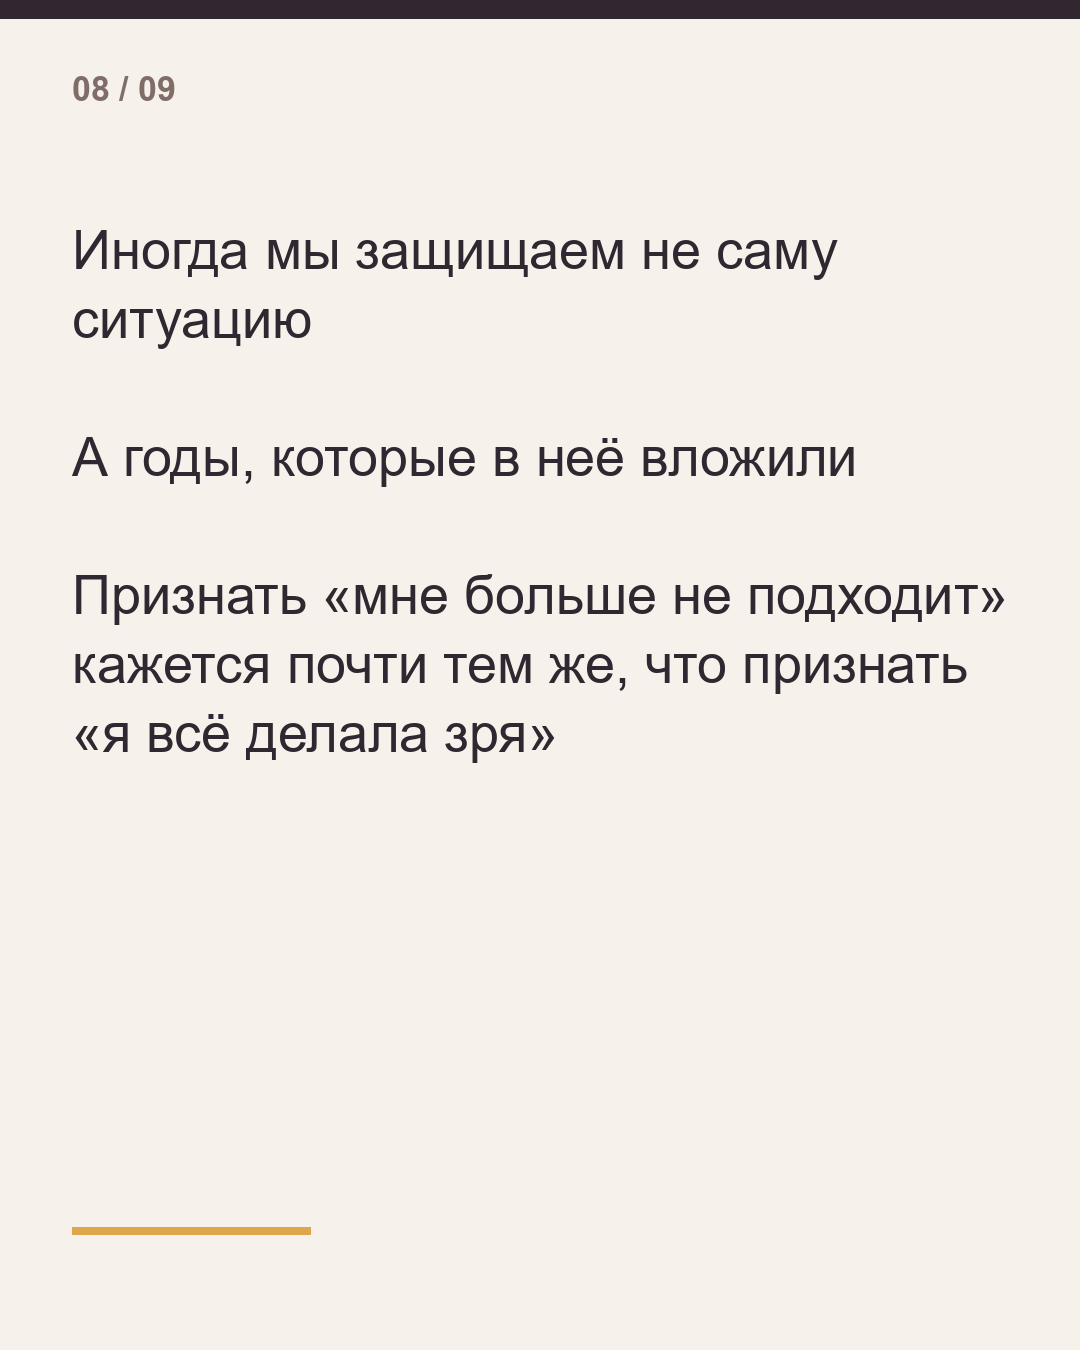 08 / 09
Иногда мы защищаем не саму
ситуацию
А годы, которые в неё вложили
Признать «мне больше не подходит»
кажется почти тем же, что признать
«я всё делала зря»